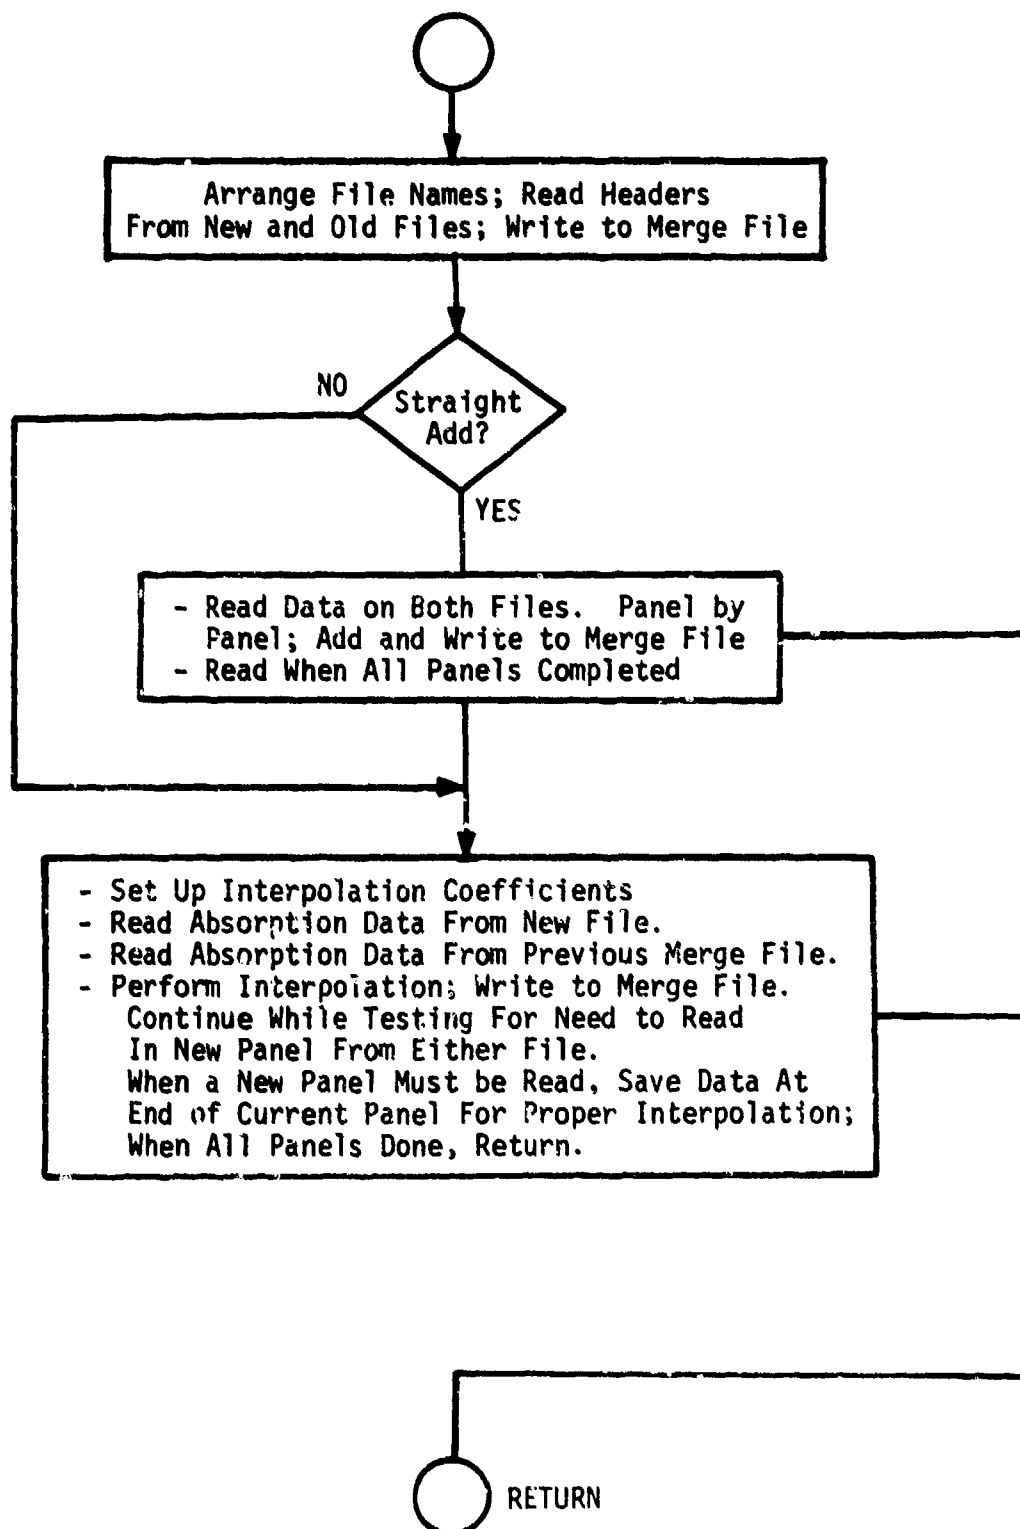 Arrange File Names; Read Headers
From New and Old Files; Write to Merge File
NO
Straight
Add?
YES
- Read Data on Both Files. Panel by
Panel; Add and Write to Merge File
- Read When All Panels Completed
- Set Up Interpolation Coefficients
- Read Absorption Data From New File.
- Read Absorption Data From Previous Merge File.
- Perform Interpolation; Write to Merge File.
Continue While Testing For Need to Read
In New Panel From Either File.
When a New Panel Must be Read, Save Data At
End of Current Panel For Proper Interpolation;
When All Panels Done, Return.
RETURN